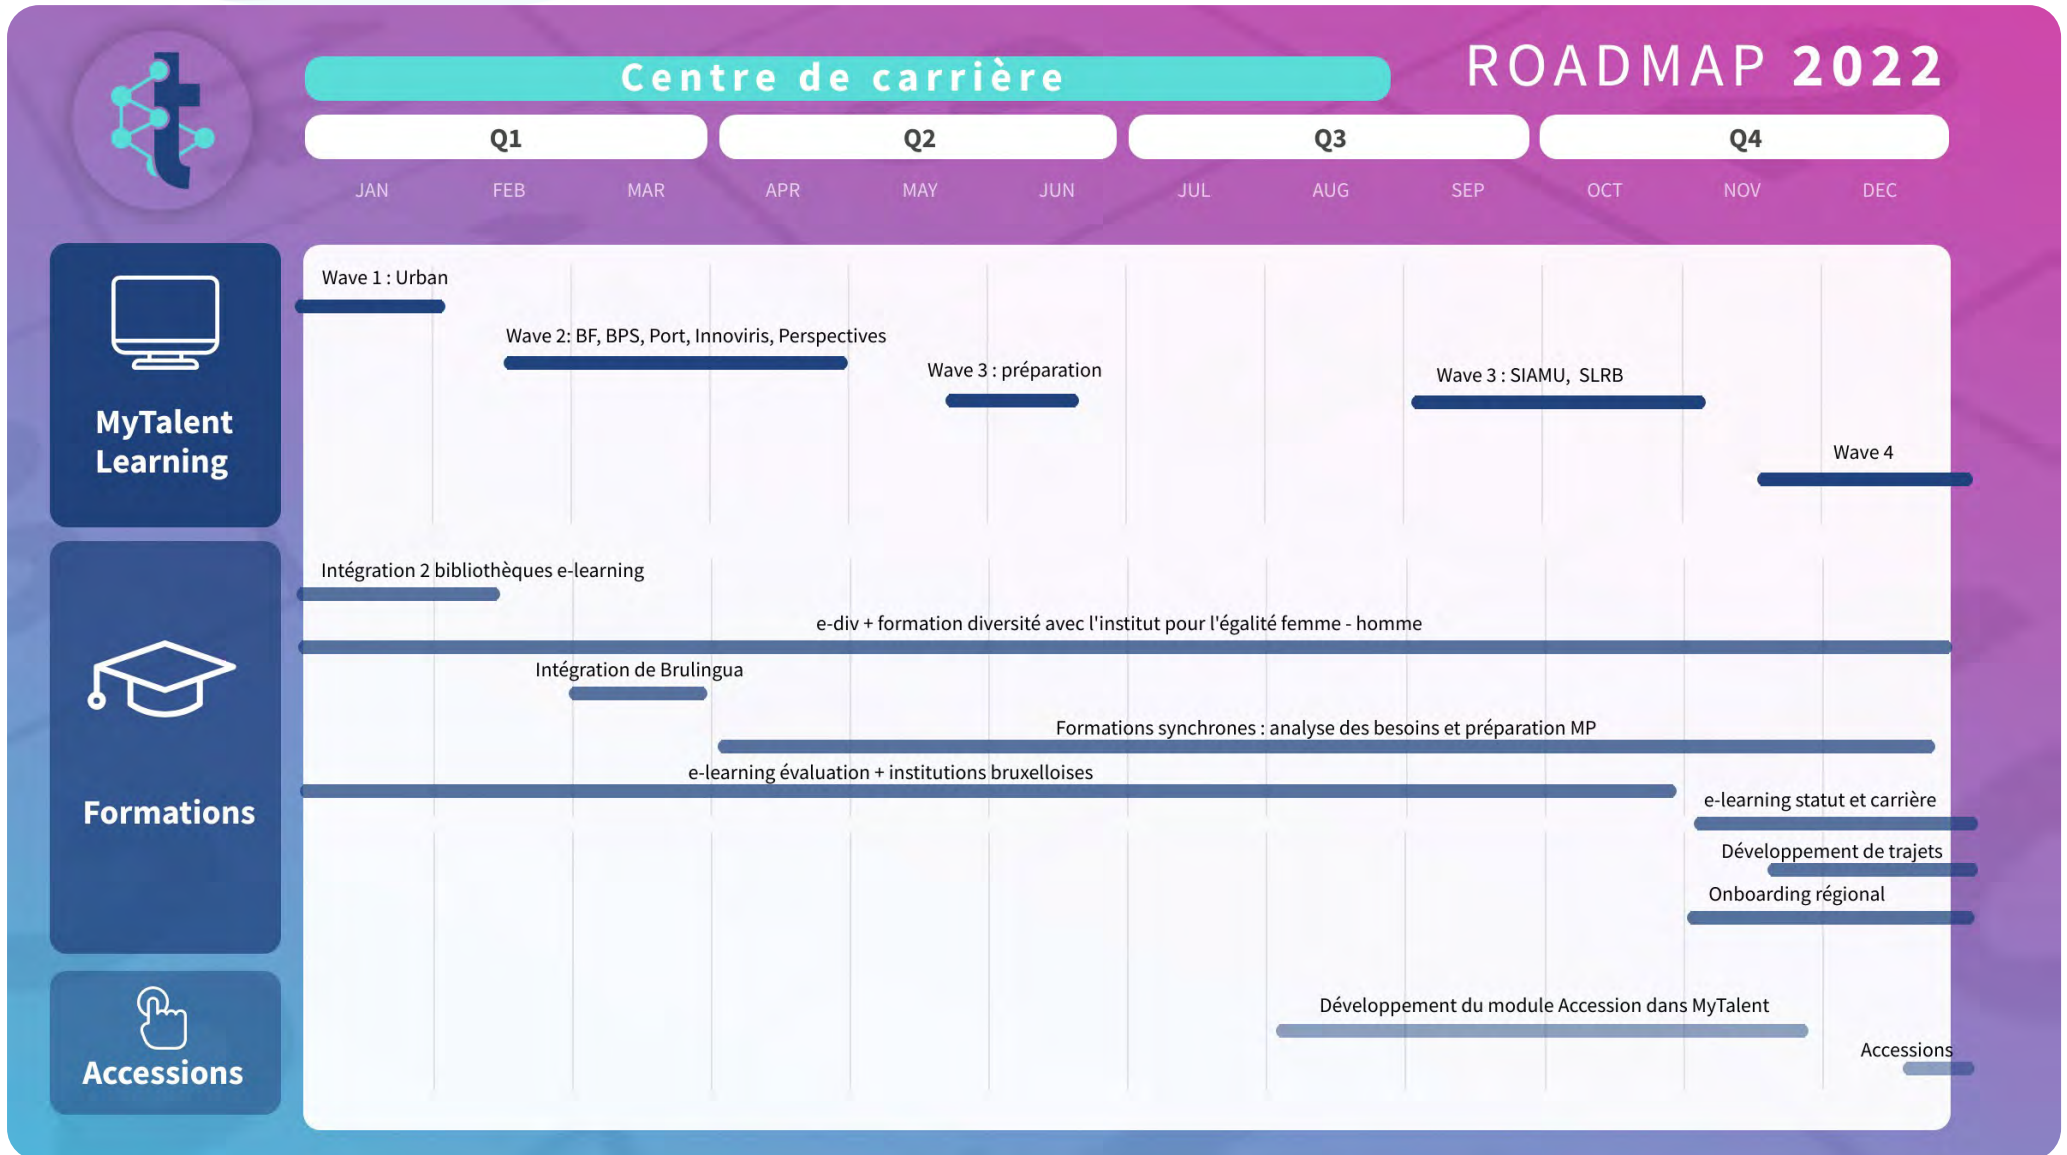 Centre de carrière
ROADMAP 2022
Q1 Q2 Q3 Q4
JAN FEB MAR APR MAY JUN JUL AUG SEP OCT NOV DEC
MyTalent
Learning
Wave 1 : Urban
Wave 2: BF, BPS, Port, Innoviris, Perspectives
Wave 3 : préparation
Wave 3 : SIAMU, SLRB
Wave 4
Formations
Intégration 2 bibliothèques e-learning
e-div + formation diversité avec l'institut pour l'égalité femme - homme
Intégration de Brulingua
Formations synchrones : analyse des besoins et préparation MP
e-learning évaluation + institutions bruxelloises
e-learning statut et carrière
Développement de trajets
Onboarding régional
Accessions
Développement du module Accession dans MyTalent
Accessions